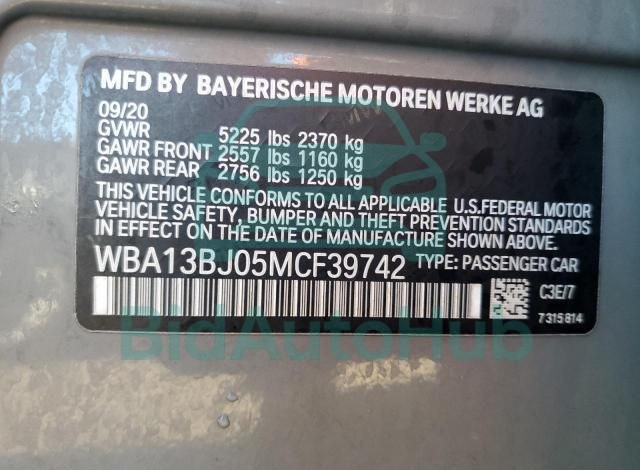 MFD BY BAYERISCHE MOTOREN WERKE AG
09/20
GVWR 5225 lbs 2370 kg
GAWR FRONT 2557 lbs 1160 kg
GAWR REAR 2756 lbs 1250 kg
THIS VEHICLE CONFORMS TO ALL APPLICABLE U.S.FEDERAL MOTOR
VEHICLE SAFETY, BUMPER AND THEFT PREVENTION STANDARDS
IN EFFECT ON THE DATE OF MANUFACTURE SHOWN ABOVE.
WBA13BJ05MCF39742 TYPE: PASSENGER CAR
C3E/7
7315814
BidAutoHub